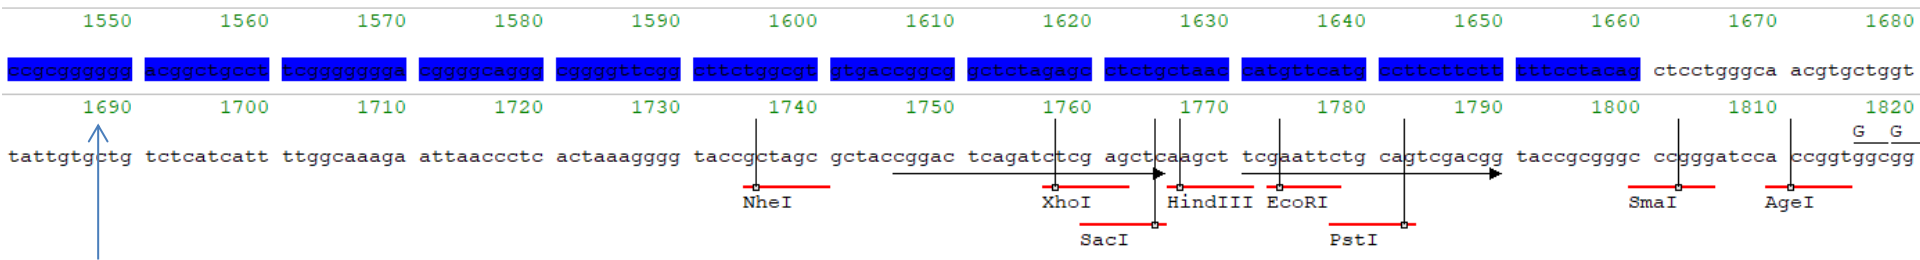 1550 1560 1570 1580 1590 1600 1610 1620 1630 1640 1650 1660 1670 1680
ccgcgggggg acggctgcct tcggggggga cggggcaggg cggggttcgg cttctggcgt gtgaccggcg gctctagagc ctctgctaac catgttcatg ccttcttctt tttcctacag ctcctgggca acgtgctggt
1690 1700 1710 1720 1730 1740 1750 1760 1770 1780 1790 1800 1810 1820
G G
tattgtgctg tctcatcatt ttggcaaaga attaaccctc actaaagggg taccgctagc gctaccggac tcagatctcg agctcaagct tcgaattctg cagtcgacgg taccgcgggc ccgggatcca ccggtggcgg
NheI XhoI HindIII EcoRI SmaI AgeI
SacI PstI